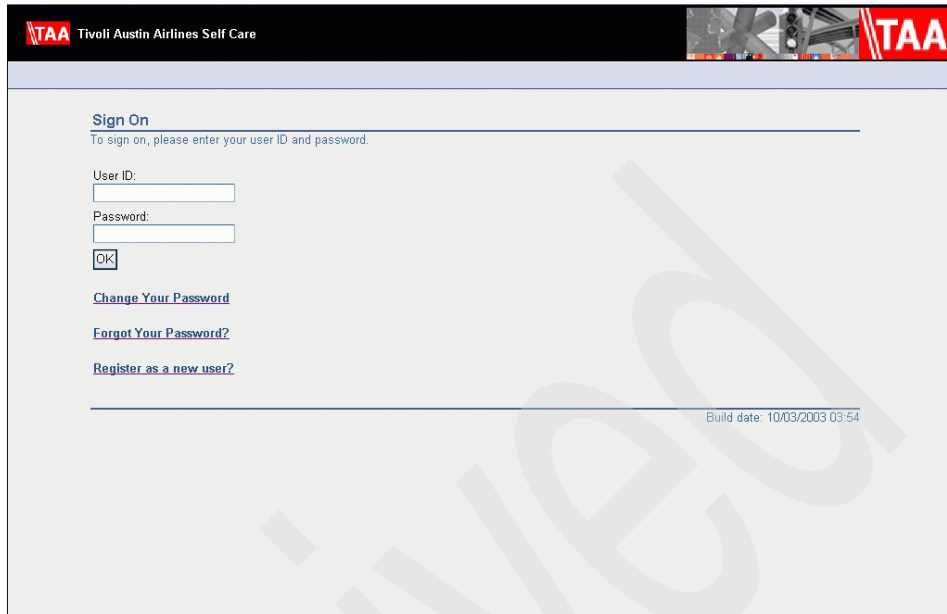 TAA Tivoli Austin Airlines Self Care
TAA
Sign On
To sign on, please enter your user ID and password.
User ID:
Password:
OK
Change Your Password
Forgot Your Password?
Register as a new user?
Build date: 10/03/2003 03:54
ived